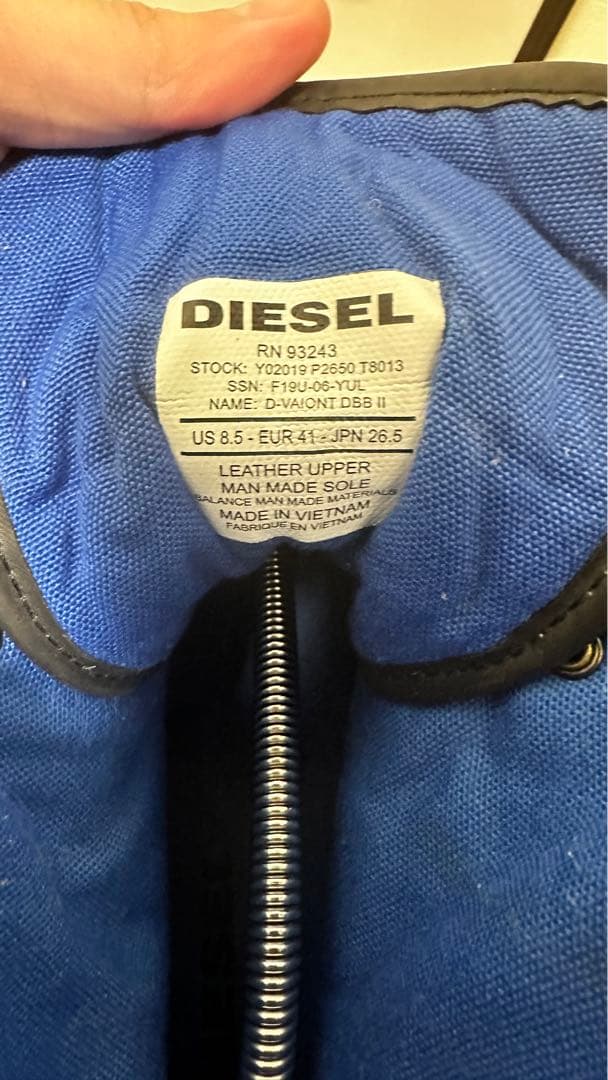 DIESEL
RN 93243
STOCK: Y02019 P2650 T8013
SSN: F19U-06-YUL
NAME: D-VAIONT DBB II
US 8.5 - EUR 41 - JPN 26.5
LEATHER UPPER
MAN MADE SOLE
BALANCE MAN MADE MATERIALS
MADE IN VIETNAM
FABRIQUE EN VIETNAM